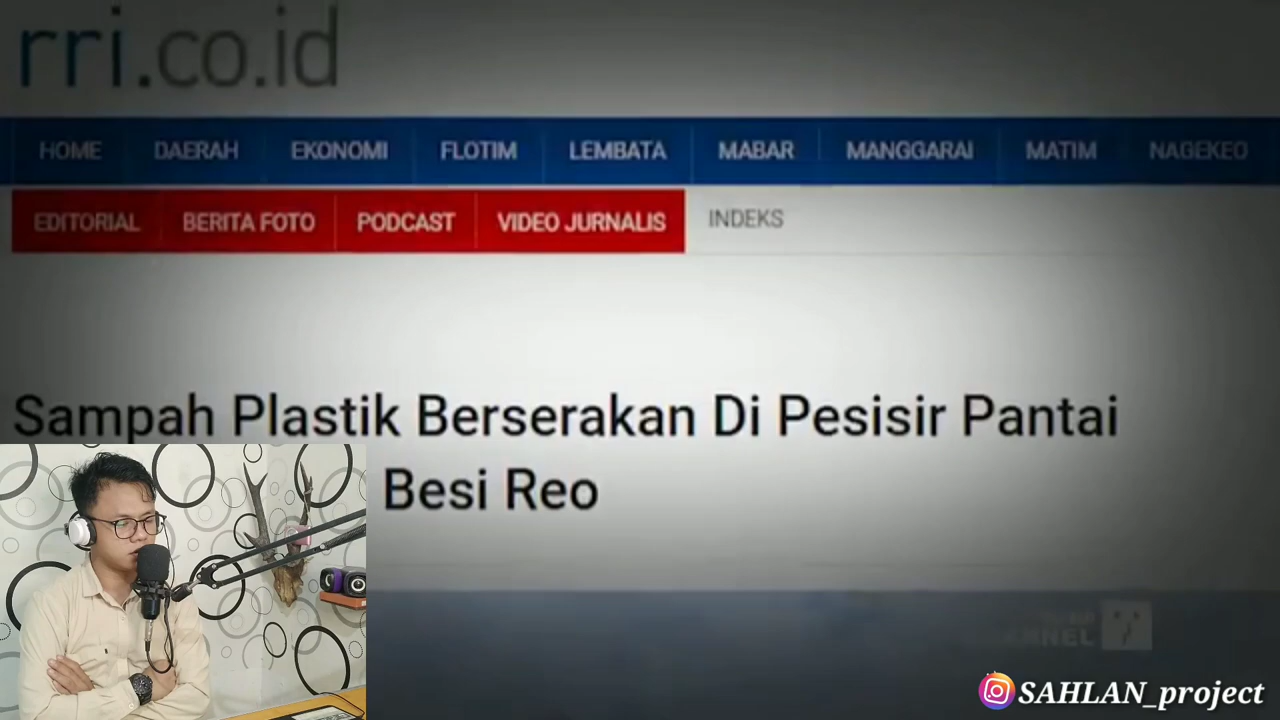 rri.co.id
HOME DAERAH EKONOMI FLOTIM LEMBATA MABAR MANGGARAI MATIM NAGEKEO
EDITORIAL BERITA FOTO PODCAST VIDEO JURNALIS INDEKS
Sampah Plastik Berserakan Di Pesisir Pantai
Besi Reo
SAHLAN_project